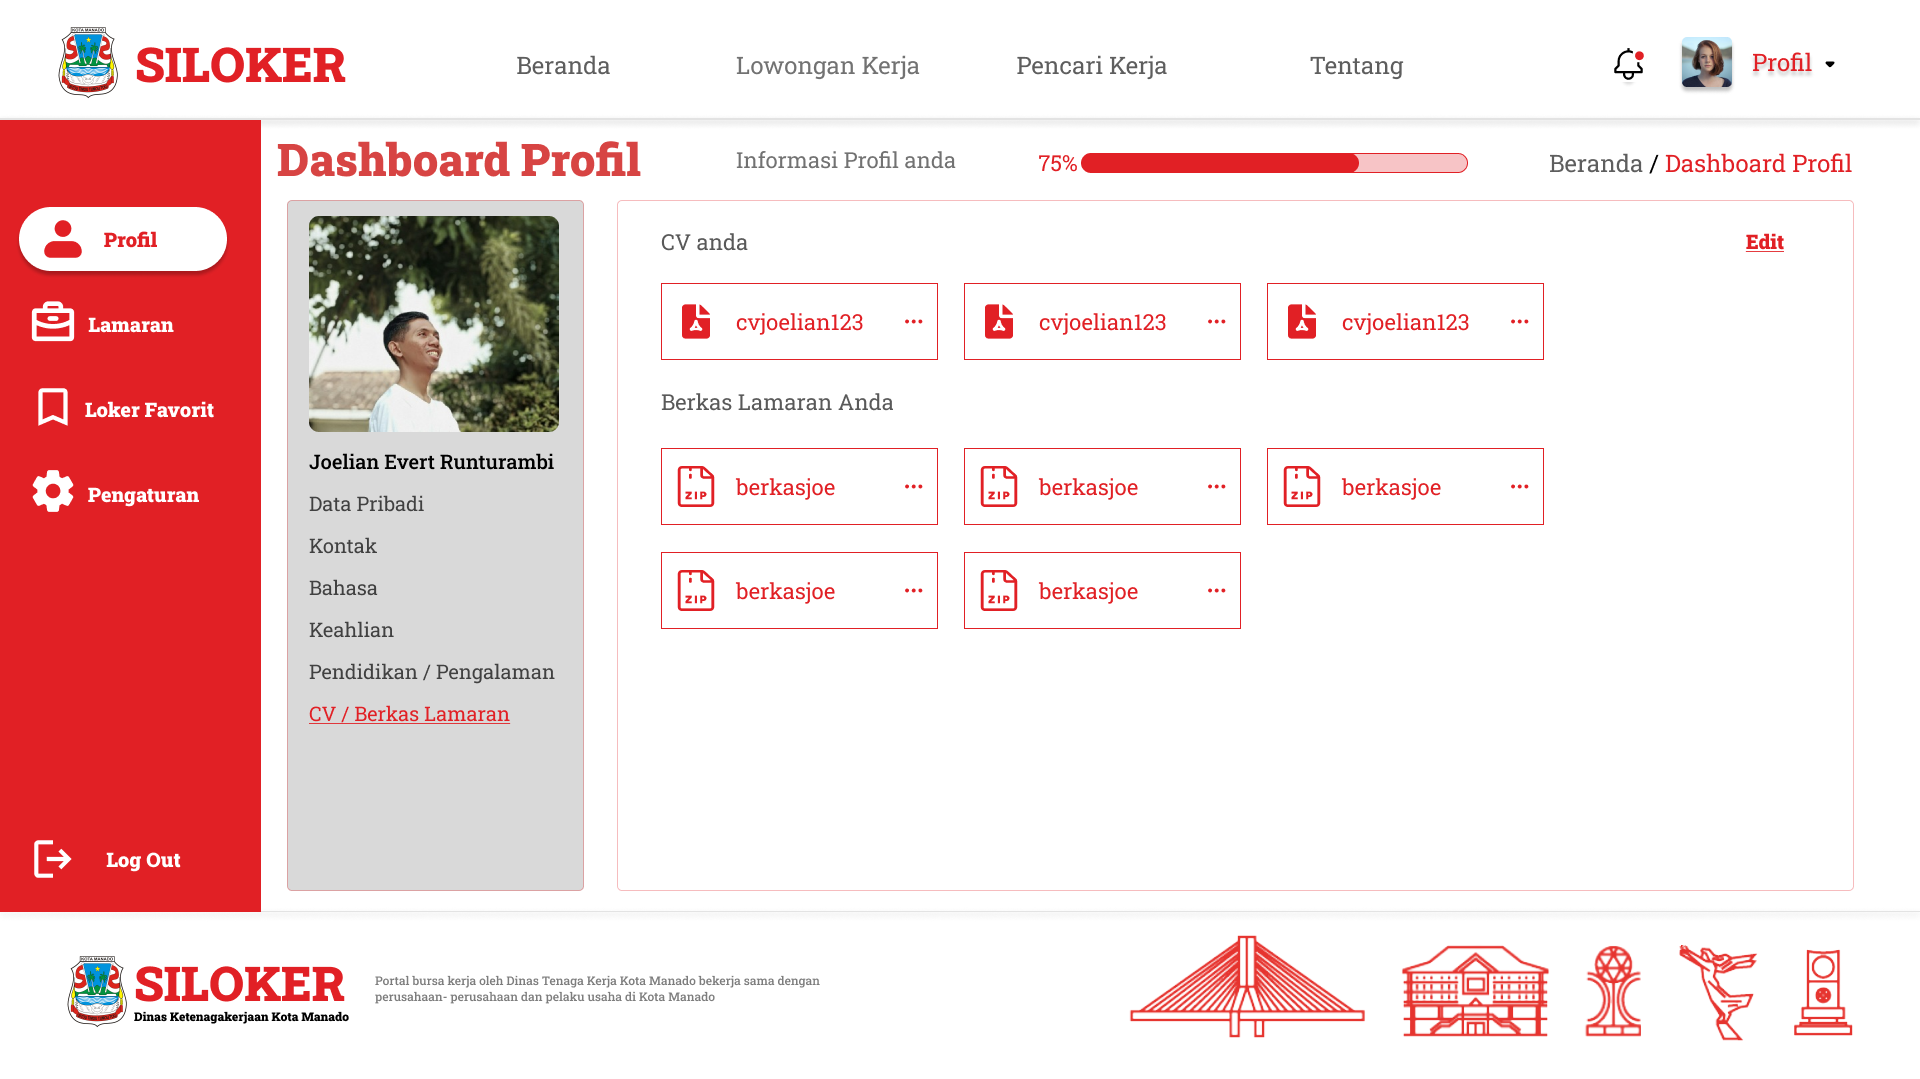 KOTA MANADO
SILOKER
Beranda
Lowongan Kerja
Pencari Kerja
Tentang
Profil
Dashboard Profil
Informasi Profil anda
75%
Beranda / Dashboard Profil
Profil
Lamaran
Loker Favorit
Pengaturan
Log Out
Joelian Evert Runturambi
Data Pribadi
Kontak
Bahasa
Keahlian
Pendidikan / Pengalaman
CV / Berkas Lamaran
CV anda
Edit
cvjoelian123
cvjoelian123
cvjoelian123
Berkas Lamaran Anda
ZIP berkasjoe
ZIP berkasjoe
ZIP berkasjoe
ZIP berkasjoe
ZIP berkasjoe
KOTA MANADO
SILOKER
Dinas Ketenagakerjaan Kota Manado
Portal bursa kerja oleh Dinas Tenaga Kerja Kota Manado bekerja sama dengan
perusahaan- perusahaan dan pelaku usaha di Kota Manado